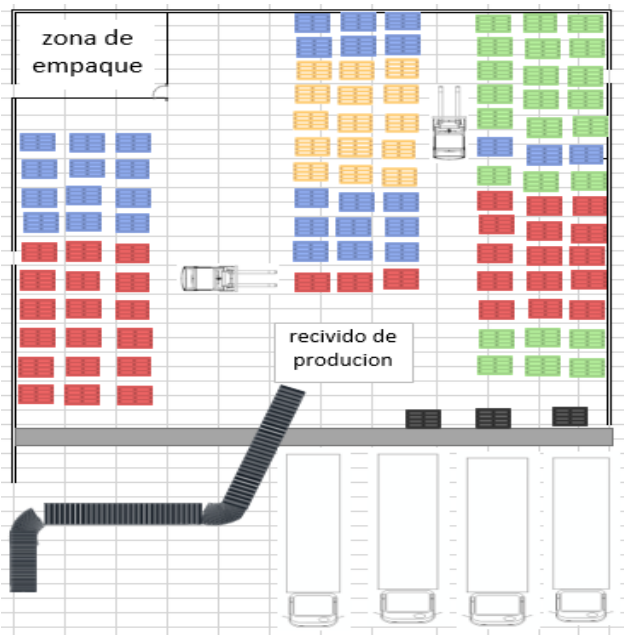 zona de
empaque
recivido de
producion